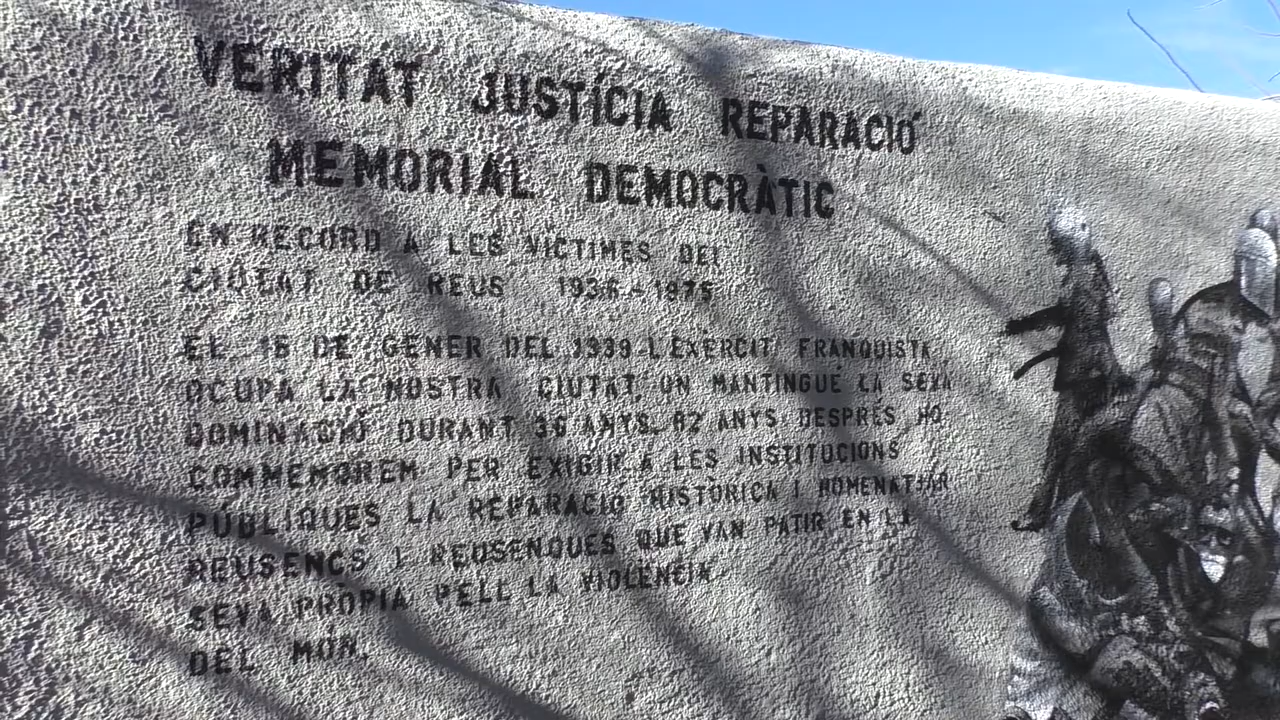 VERITAT JUSTÍCIA REPARACIÓ
MEMORIAL DEMOCRÀTIC
EN RECORD A LES VÍCTIMES DE
CIUTAT DE REUS 1936-1975
EL 15 DE GENER DEL 1939 L'EXÈRCIT FRANQUISTA
OCUPA LA NOSTRA CIUTAT, ON MANTINGUÉ LA SEVA
DOMINACIÓ DURANT 36 ANYS. 82 ANYS DESPRÉS HO
COMMEMOREM PER EXIGIR A LES INSTITUCIONS
PÚBLIQUES LA REPARACIÓ HISTÒRICA I HOMENATJAR
REUSENCS I REUSENQUES QUE VAN PATIR EN LA
SEVA PRÒPIA PELL LA VIOLÈNCIA
DEL MÓN.